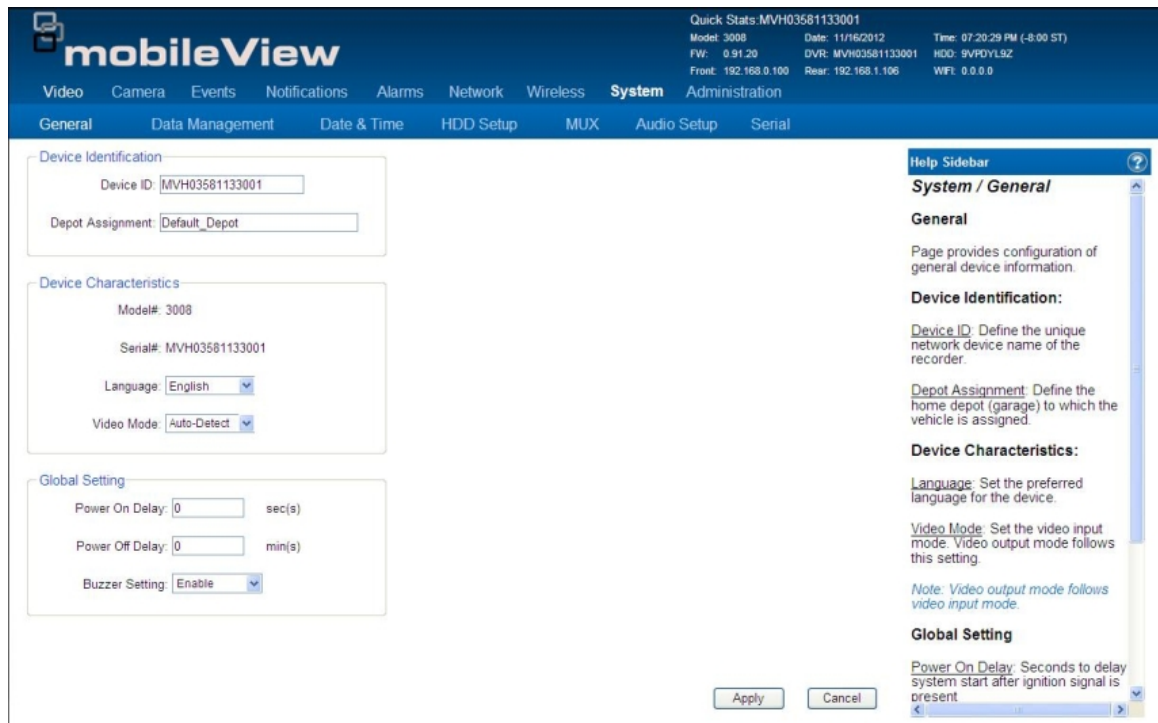 mobileView
Quick Stats:MVH03581133001
Model: 3008 Date: 11/16/2012 Time: 07:20:29 PM (-8:00 ST)
FW: 0.91.20 DVR: MVH03581133001 HDD: 9VPDYL9Z
Front: 192.168.0.100 Rear: 192.168.1.106 WIFI: 0.0.0.0
Video Camera Events Notifications Alarms Network Wireless System Administration
General Data Management Date & Time HDD Setup MUX Audio Setup Serial
Device Identification
Device ID: MVH03581133001
Depot Assignment: Default_Depot
Device Characteristics
Model#: 3008
Serial#: MVH03581133001
Language: English
Video Mode: Auto-Detect
Global Setting
Power On Delay: 0 sec(s)
Power Off Delay: 0 min(s)
Buzzer Setting: Enable
Apply Cancel
Help Sidebar ?
System / General
General
Page provides configuration of
general device information.
Device Identification:
Device ID: Define the unique
network device name of the
recorder.
Depot Assignment: Define the
home depot (garage) to which the
vehicle is assigned.
Device Characteristics:
Language: Set the preferred
language for the device.
Video Mode: Set the video input
mode. Video output mode follows
this setting.
Note: Video output mode follows
video input mode.
Global Setting
Power On Delay: Seconds to delay
system start after ignition signal is
present